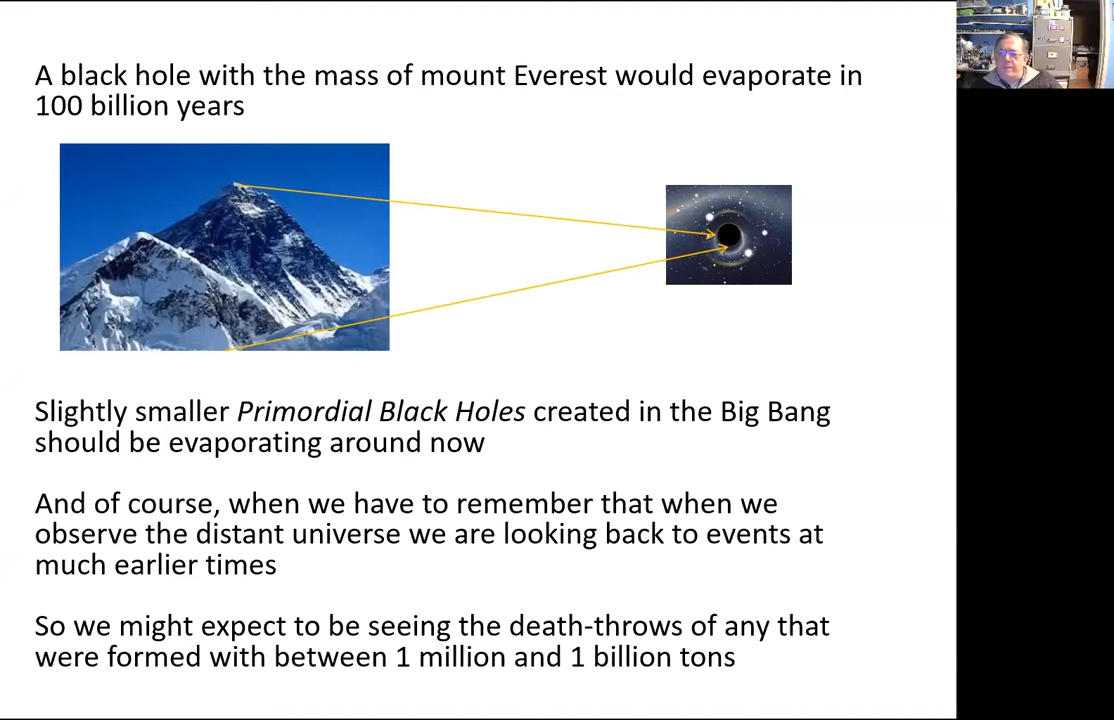 A black hole with the mass of mount Everest would evaporate in
100 billion years
Slightly smaller Primordial Black Holes created in the Big Bang
should be evaporating around now
And of course, when we have to remember that when we
observe the distant universe we are looking back to events at
much earlier times
So we might expect to be seeing the death-throws of any that
were formed with between 1 million and 1 billion tons